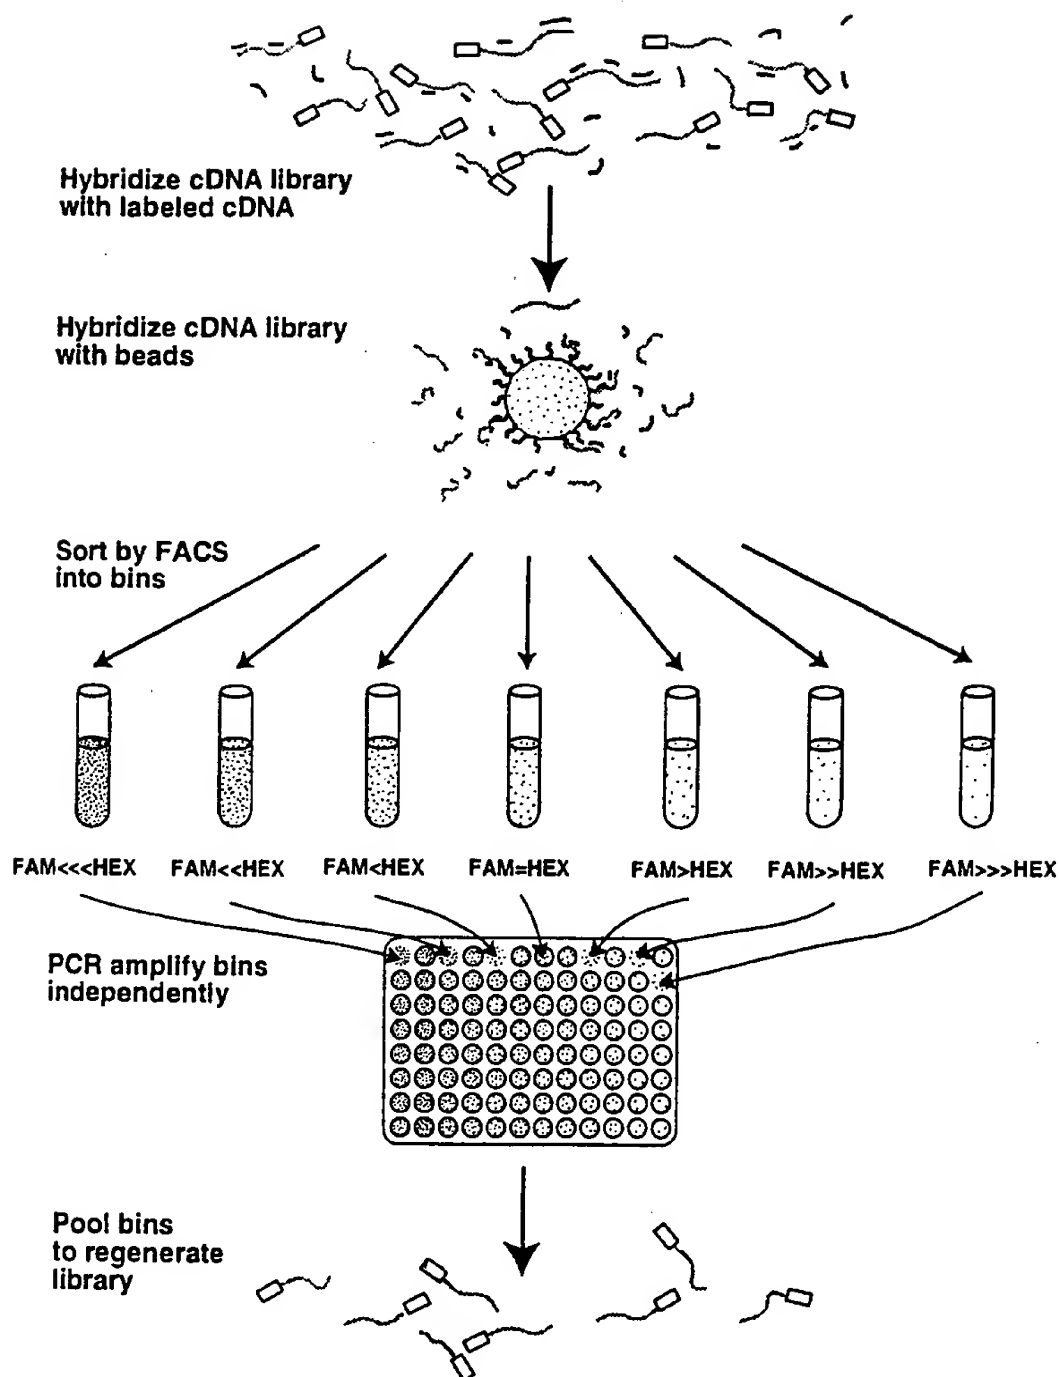 Hybridize cDNA library
with labeled cDNA
Hybridize cDNA library
with beads
Sort by FACS
into bins
FAM<<<HEX FAM<<HEX FAM<HEX FAM=HEX FAM>HEX FAM>>HEX FAM>>>HEX
PCR amplify bins
independently
Pool bins
to regenerate
library